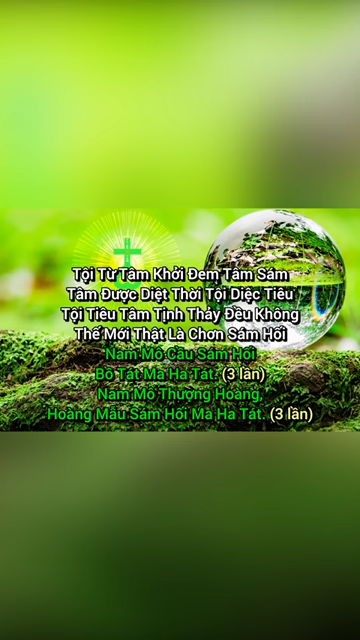 Tội Từ Tâm Khởi Đem Tâm Sám
Tâm Được Diệt Thời Tội Diệc Tiêu
Tội Tiêu Tâm Tịnh Thảy Đều Không
Thế Mới Thật Là Chơn Sám Hối
Nam Mô Cầu Sám Hối
Bồ Tát Ma Ha Tát. (3 lần)
Nam Mô Thượng Hoàng,
Hoàng Mẫu Sám Hối Mà Ha Tát. (3 lần)